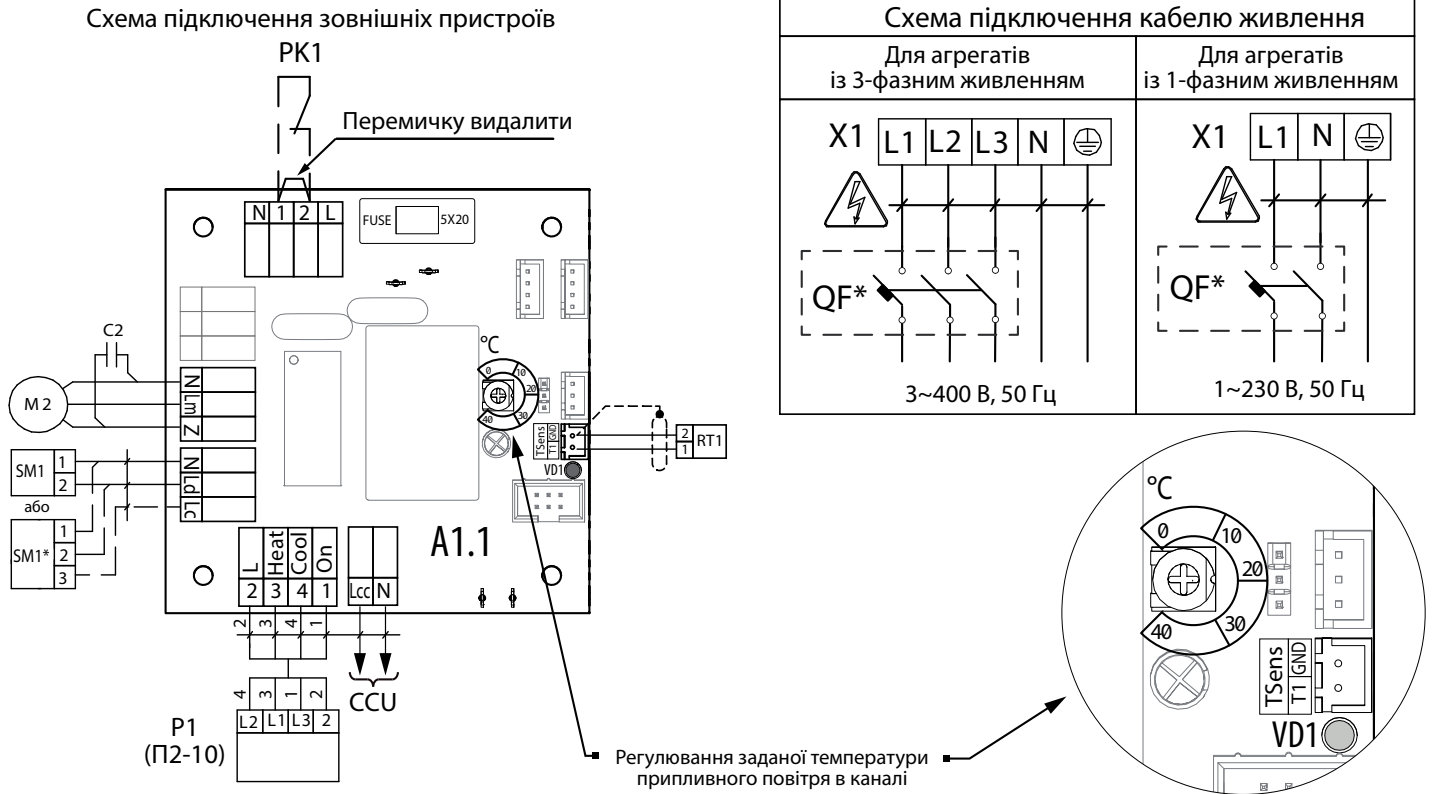 Схема підключення зовнішніх пристроїв
PK1
Перемичку видалити
N 1 2 L
FUSE 5X20
C2
M 2
N
Lm
Z
SM1 1
2
або
SM1* 1
2
3
N
Ld
Lc
°C
0 10 20 30 40
TSens
T1 GND
VD1
2
1
RT1
A1.1
L Heat Cool On
2 3 4 1
Lcc N
2 3 4 1
CCU
4 3 1 2
L2 L1 L3 2
P1
(П2-10)
Регулювання заданої температури
припливного повітря в каналі
Схема підключення кабелю живлення
Для агрегатів
із 3-фазним живленням
X1 L1 L2 L3 N
QF*
3~400 В, 50 Гц
Для агрегатів
із 1-фазним живленням
X1 L1 N
QF*
1~230 В, 50 Гц
°C
0 10 20 30 40
TSens
T1 GND
VD1